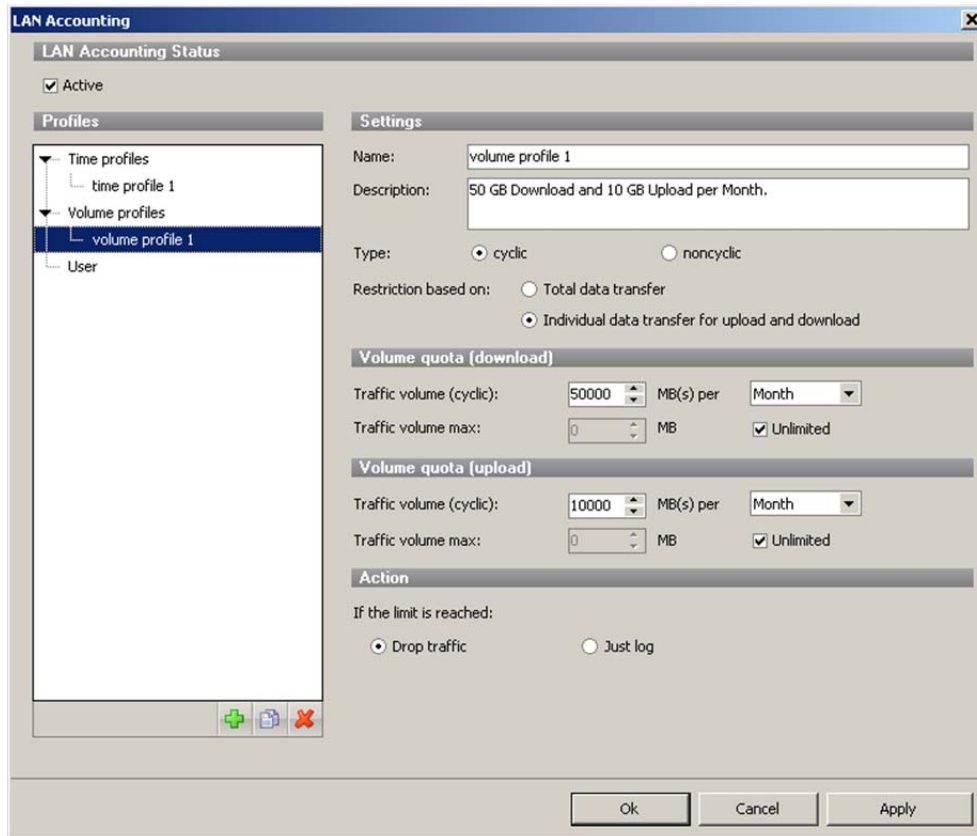 LAN Accounting
LAN Accounting Status
Active
Profiles
Time profiles
time profile 1
Volume profiles
volume profile 1
User
Settings
Name: volume profile 1
Description: 50 GB Download and 10 GB Upload per Month.
Type: cyclic noncyclic
Restriction based on: Total data transfer
Individual data transfer for upload and download
Volume quota (download)
Traffic volume (cyclic): 50000 MB(s) per Month
Traffic volume max: 0 MB Unlimited
Volume quota (upload)
Traffic volume (cyclic): 10000 MB(s) per Month
Traffic volume max: 0 MB Unlimited
Action
If the limit is reached:
Drop traffic Just log
Ok Cancel Apply